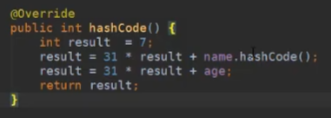 @Override
public int hashCode() {
int result = 7;
result = 31 * result + name.hashCode();
result = 31 * result + age;
return result;
}